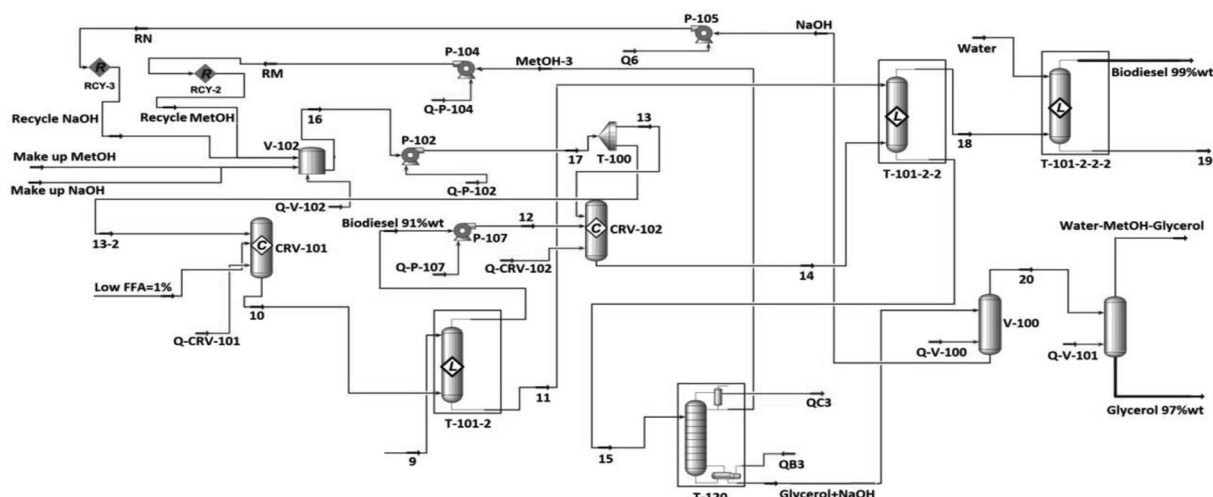 P-105
NaOH
RN
Q6
Water
P-104
MetOH-3
RM
R
RCY-3
R
RCY-2
Biodiesel 99%wt
Q-P-104
L
L
Recycle NaOH
Recycle MetOH
16
13
P-102
V-102
17
T-100
18
19
Make up MetOH
T-101-2-2
T-101-2-2-2
Make up NaOH
Q-P-102
Q-V-102
Biodiesel 91%wt
12
Water-MetOH-Glycerol
13-2
C
CRV-101
P-107
C
CRV-102
Q-P-107
Q-CRV-102
14
20
Low FFA=1%
10
V-100
Q-CRV-101
Q-V-100
Q-V-101
L
11
QC3
Glycerol 97%wt
T-101-2
9
15
QB3
T-120
Glycerol+NaOH